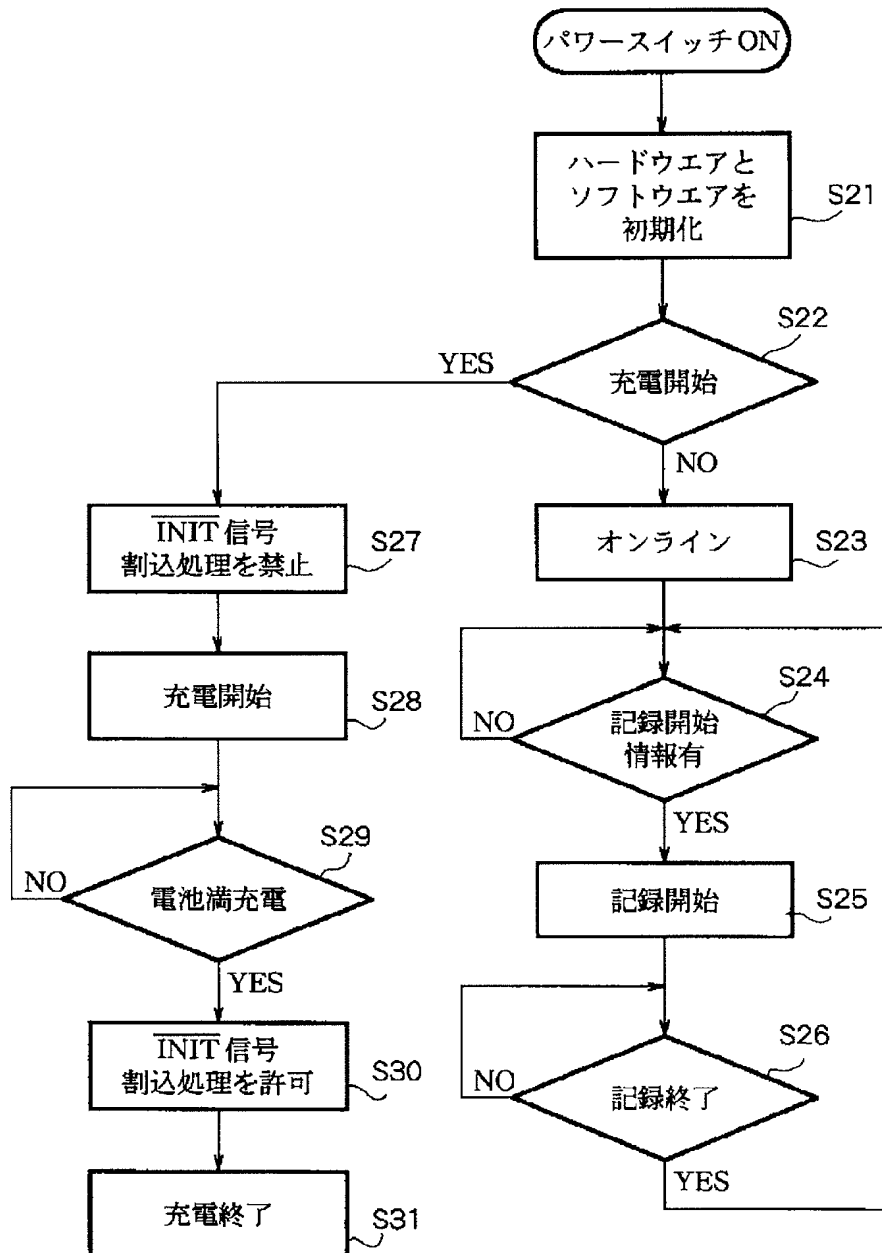 パワースイッチON
ハードウエアと
ソフトウエアを
初期化
S21
S22
充電開始
YES
NO
INIT信号
割込処理を禁止
S27
オンライン
S23
充電開始
S28
S24
記録開始
情報有
NO
YES
S29
電池満充電
NO
YES
記録開始
S25
INIT信号
割込処理を許可
S30
S26
記録終了
NO
YES
充電終了
S31